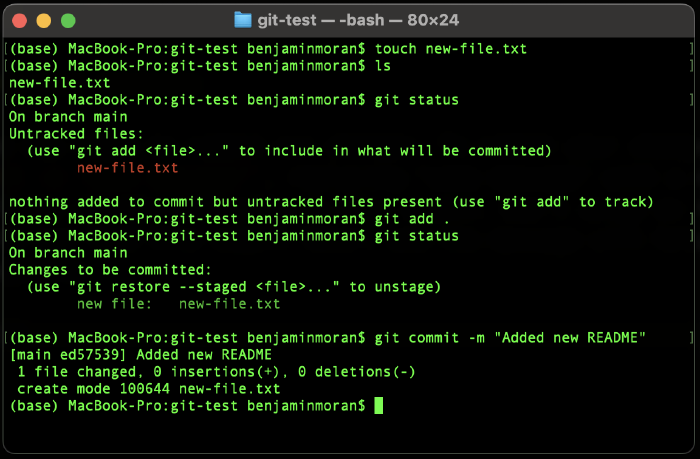 git-test — -bash — 80×24
[(base) MacBook-Pro:git-test benjaminmoran$ touch new-file.txt ]
[(base) MacBook-Pro:git-test benjaminmoran$ ls ]
new-file.txt
[(base) MacBook-Pro:git-test benjaminmoran$ git status ]
On branch main
Untracked files:
  (use "git add <file>..." to include in what will be committed)
        new-file.txt

nothing added to commit but untracked files present (use "git add" to track)
[(base) MacBook-Pro:git-test benjaminmoran$ git add . ]
[(base) MacBook-Pro:git-test benjaminmoran$ git status ]
On branch main
Changes to be committed:
  (use "git restore --staged <file>..." to unstage)
        new file:   new-file.txt

[(base) MacBook-Pro:git-test benjaminmoran$ git commit -m "Added new README" ]
[main ed57539] Added new README
 1 file changed, 0 insertions(+), 0 deletions(-)
 create mode 100644 new-file.txt
(base) MacBook-Pro:git-test benjaminmoran$